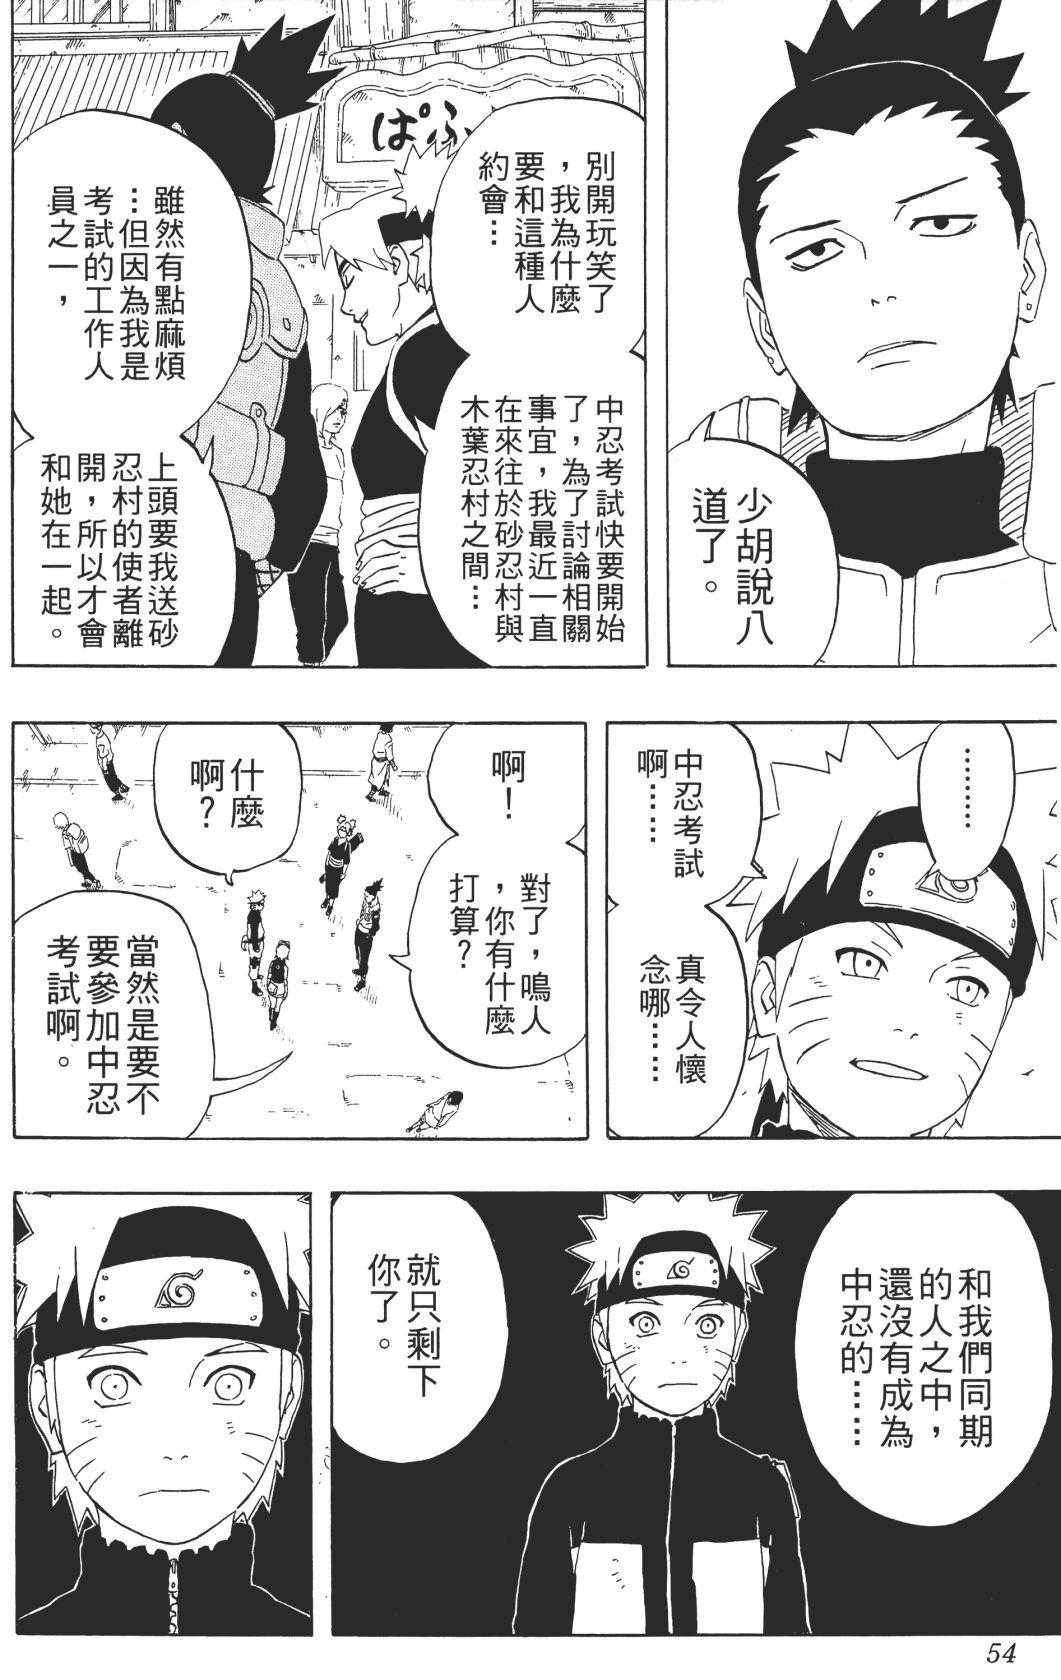 少胡說八
道了。
別開玩笑了
，我為什麼
要和這種人
約會…
中忍考試快要開始
了，為了討論相關
事宜，我最近一直
在來往於砂忍村與
木葉忍村之間…
ぱふ
雖然有點麻煩
…但因為我是
考試的工作人
員之一，
上頭要我送砂
忍村的使者離
開，所以才會
和她在一起。
………
中忍考試
啊……
真令人懷
念哪……
啊！
對了，鳴人
，你有什麼
打算？
什麼
啊？
當然是要不
要參加中忍
考試啊。
和我們同期
的人之中，
還沒有成為
中忍的……
就只剩下
你了。
54